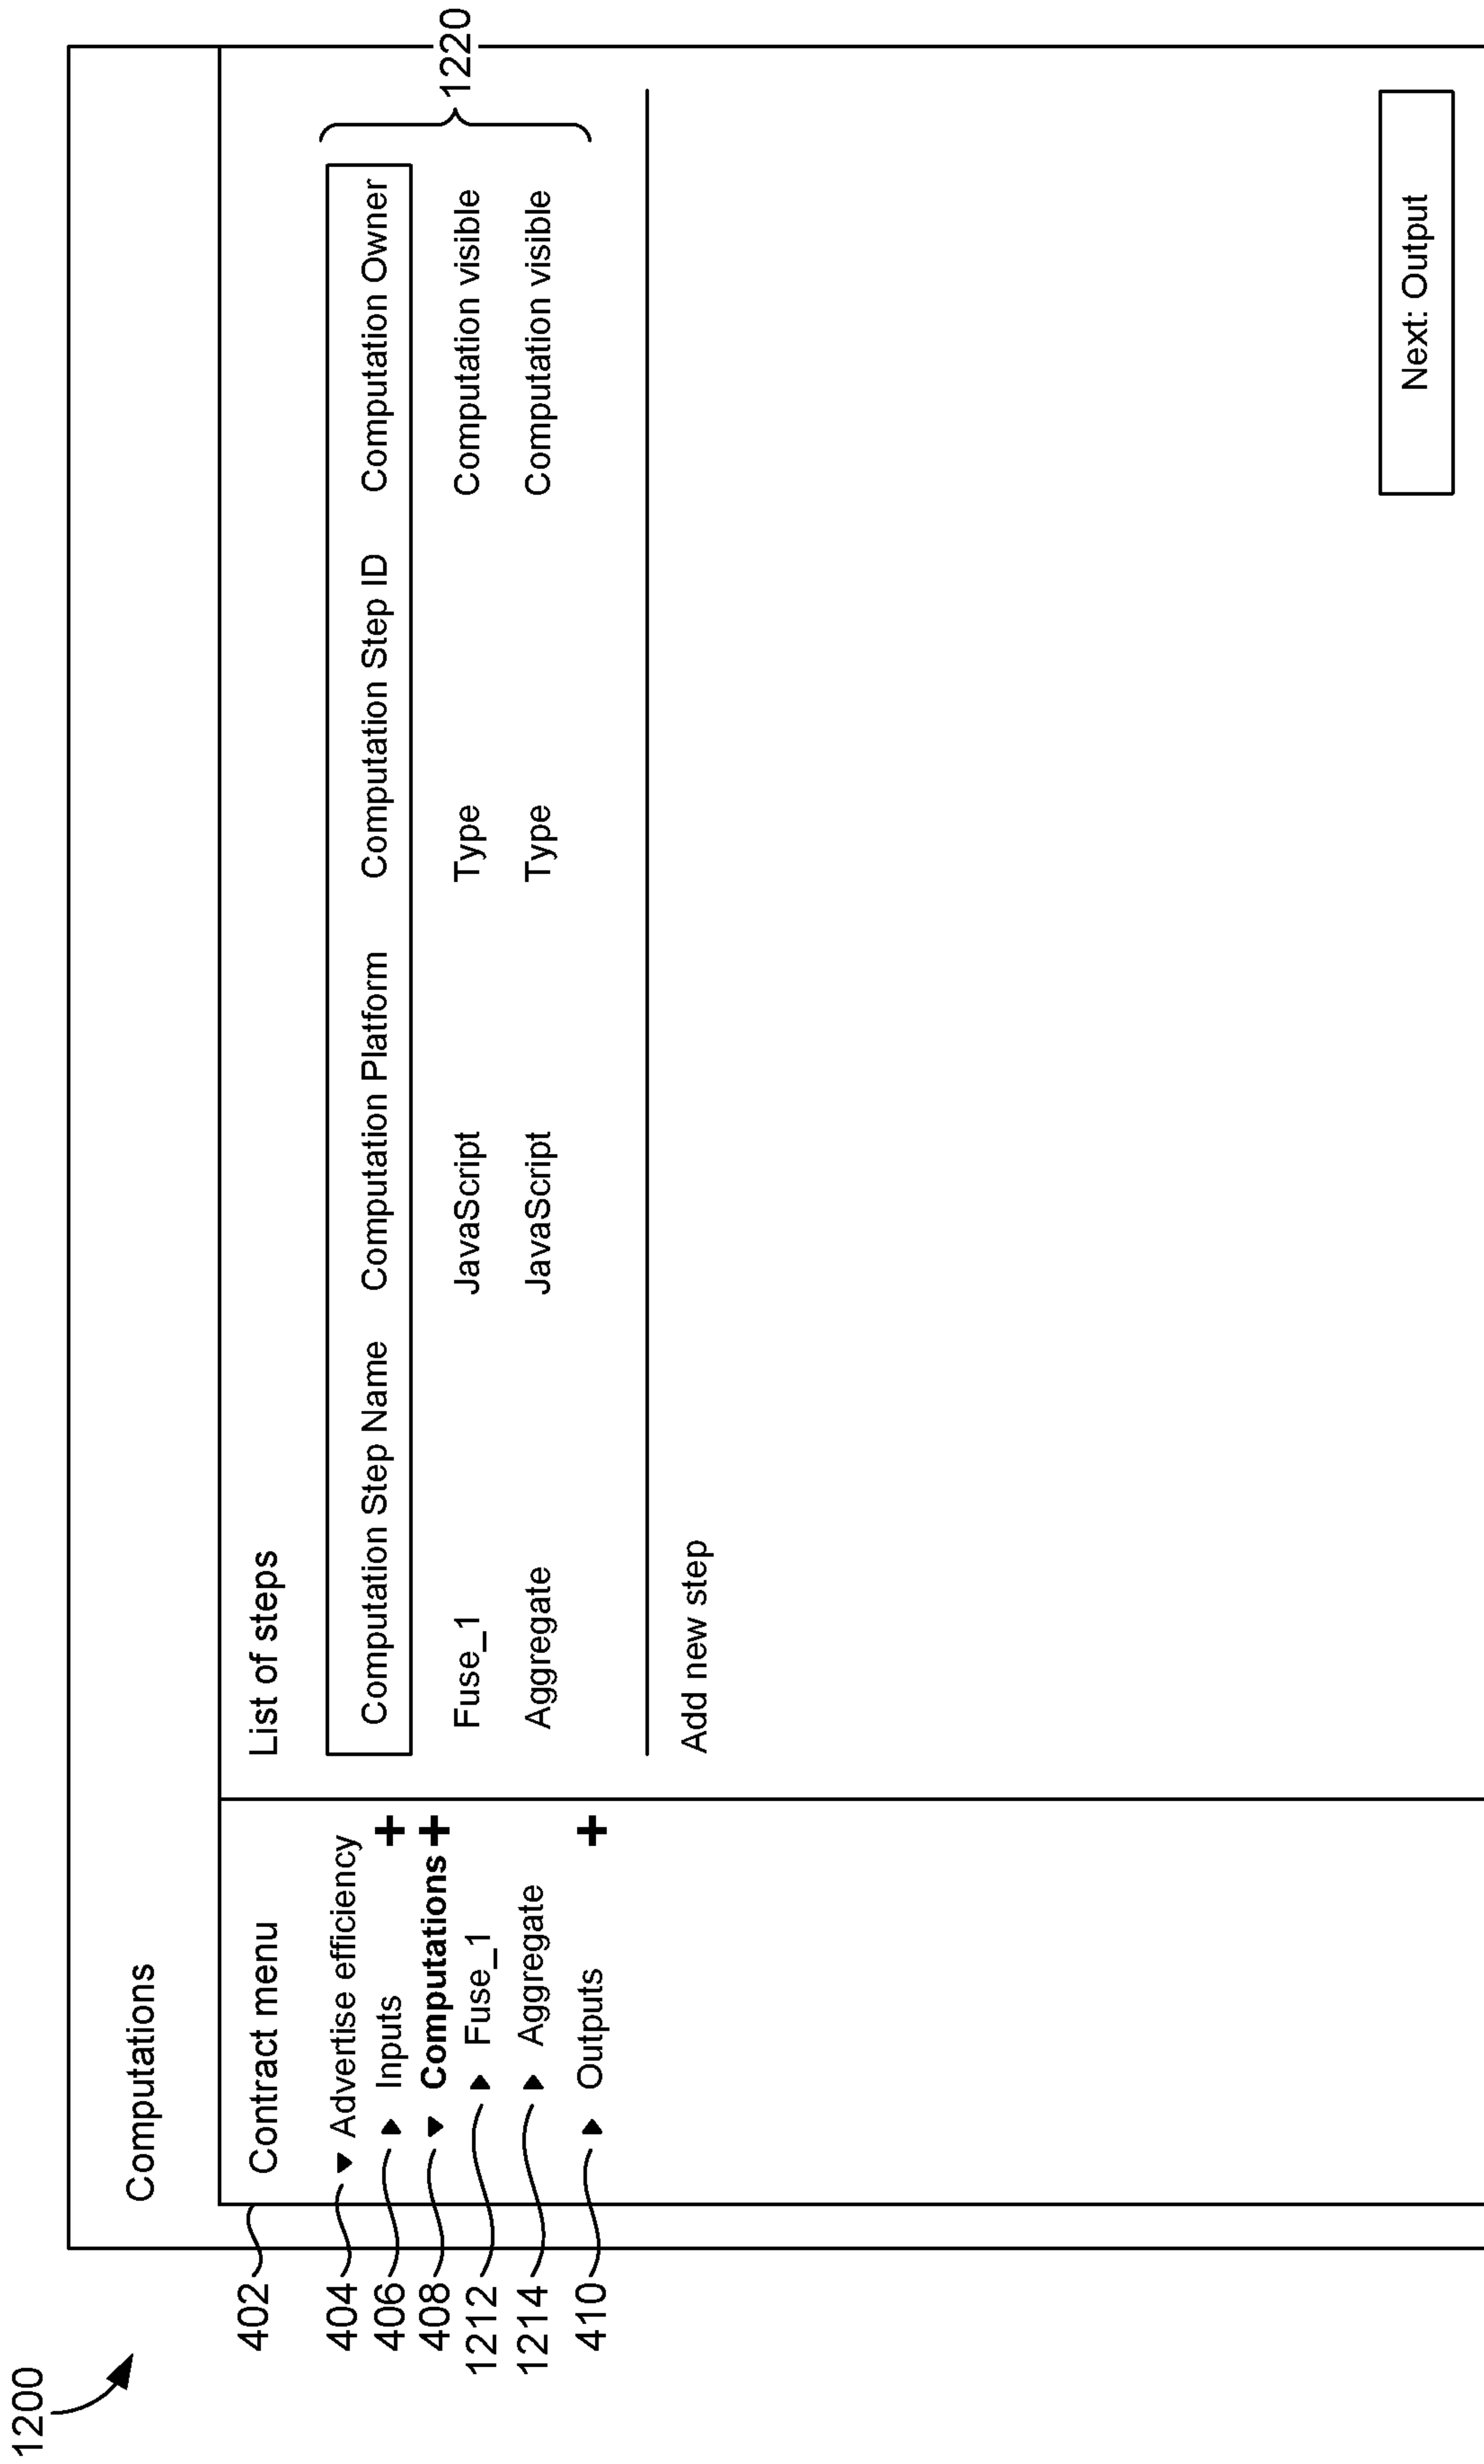 1200
Computations
402
Contract menu
404
Advertise efficiency
406
Inputs +
408
Computations +
1212
Fuse_1
1214
Aggregate
410
Outputs +
List of steps
Computation Step Name Computation Platform Computation Step ID Computation Owner
Fuse_1 JavaScript Type Computation visible
Aggregate JavaScript Type Computation visible
1220
Add new step
Next: Output